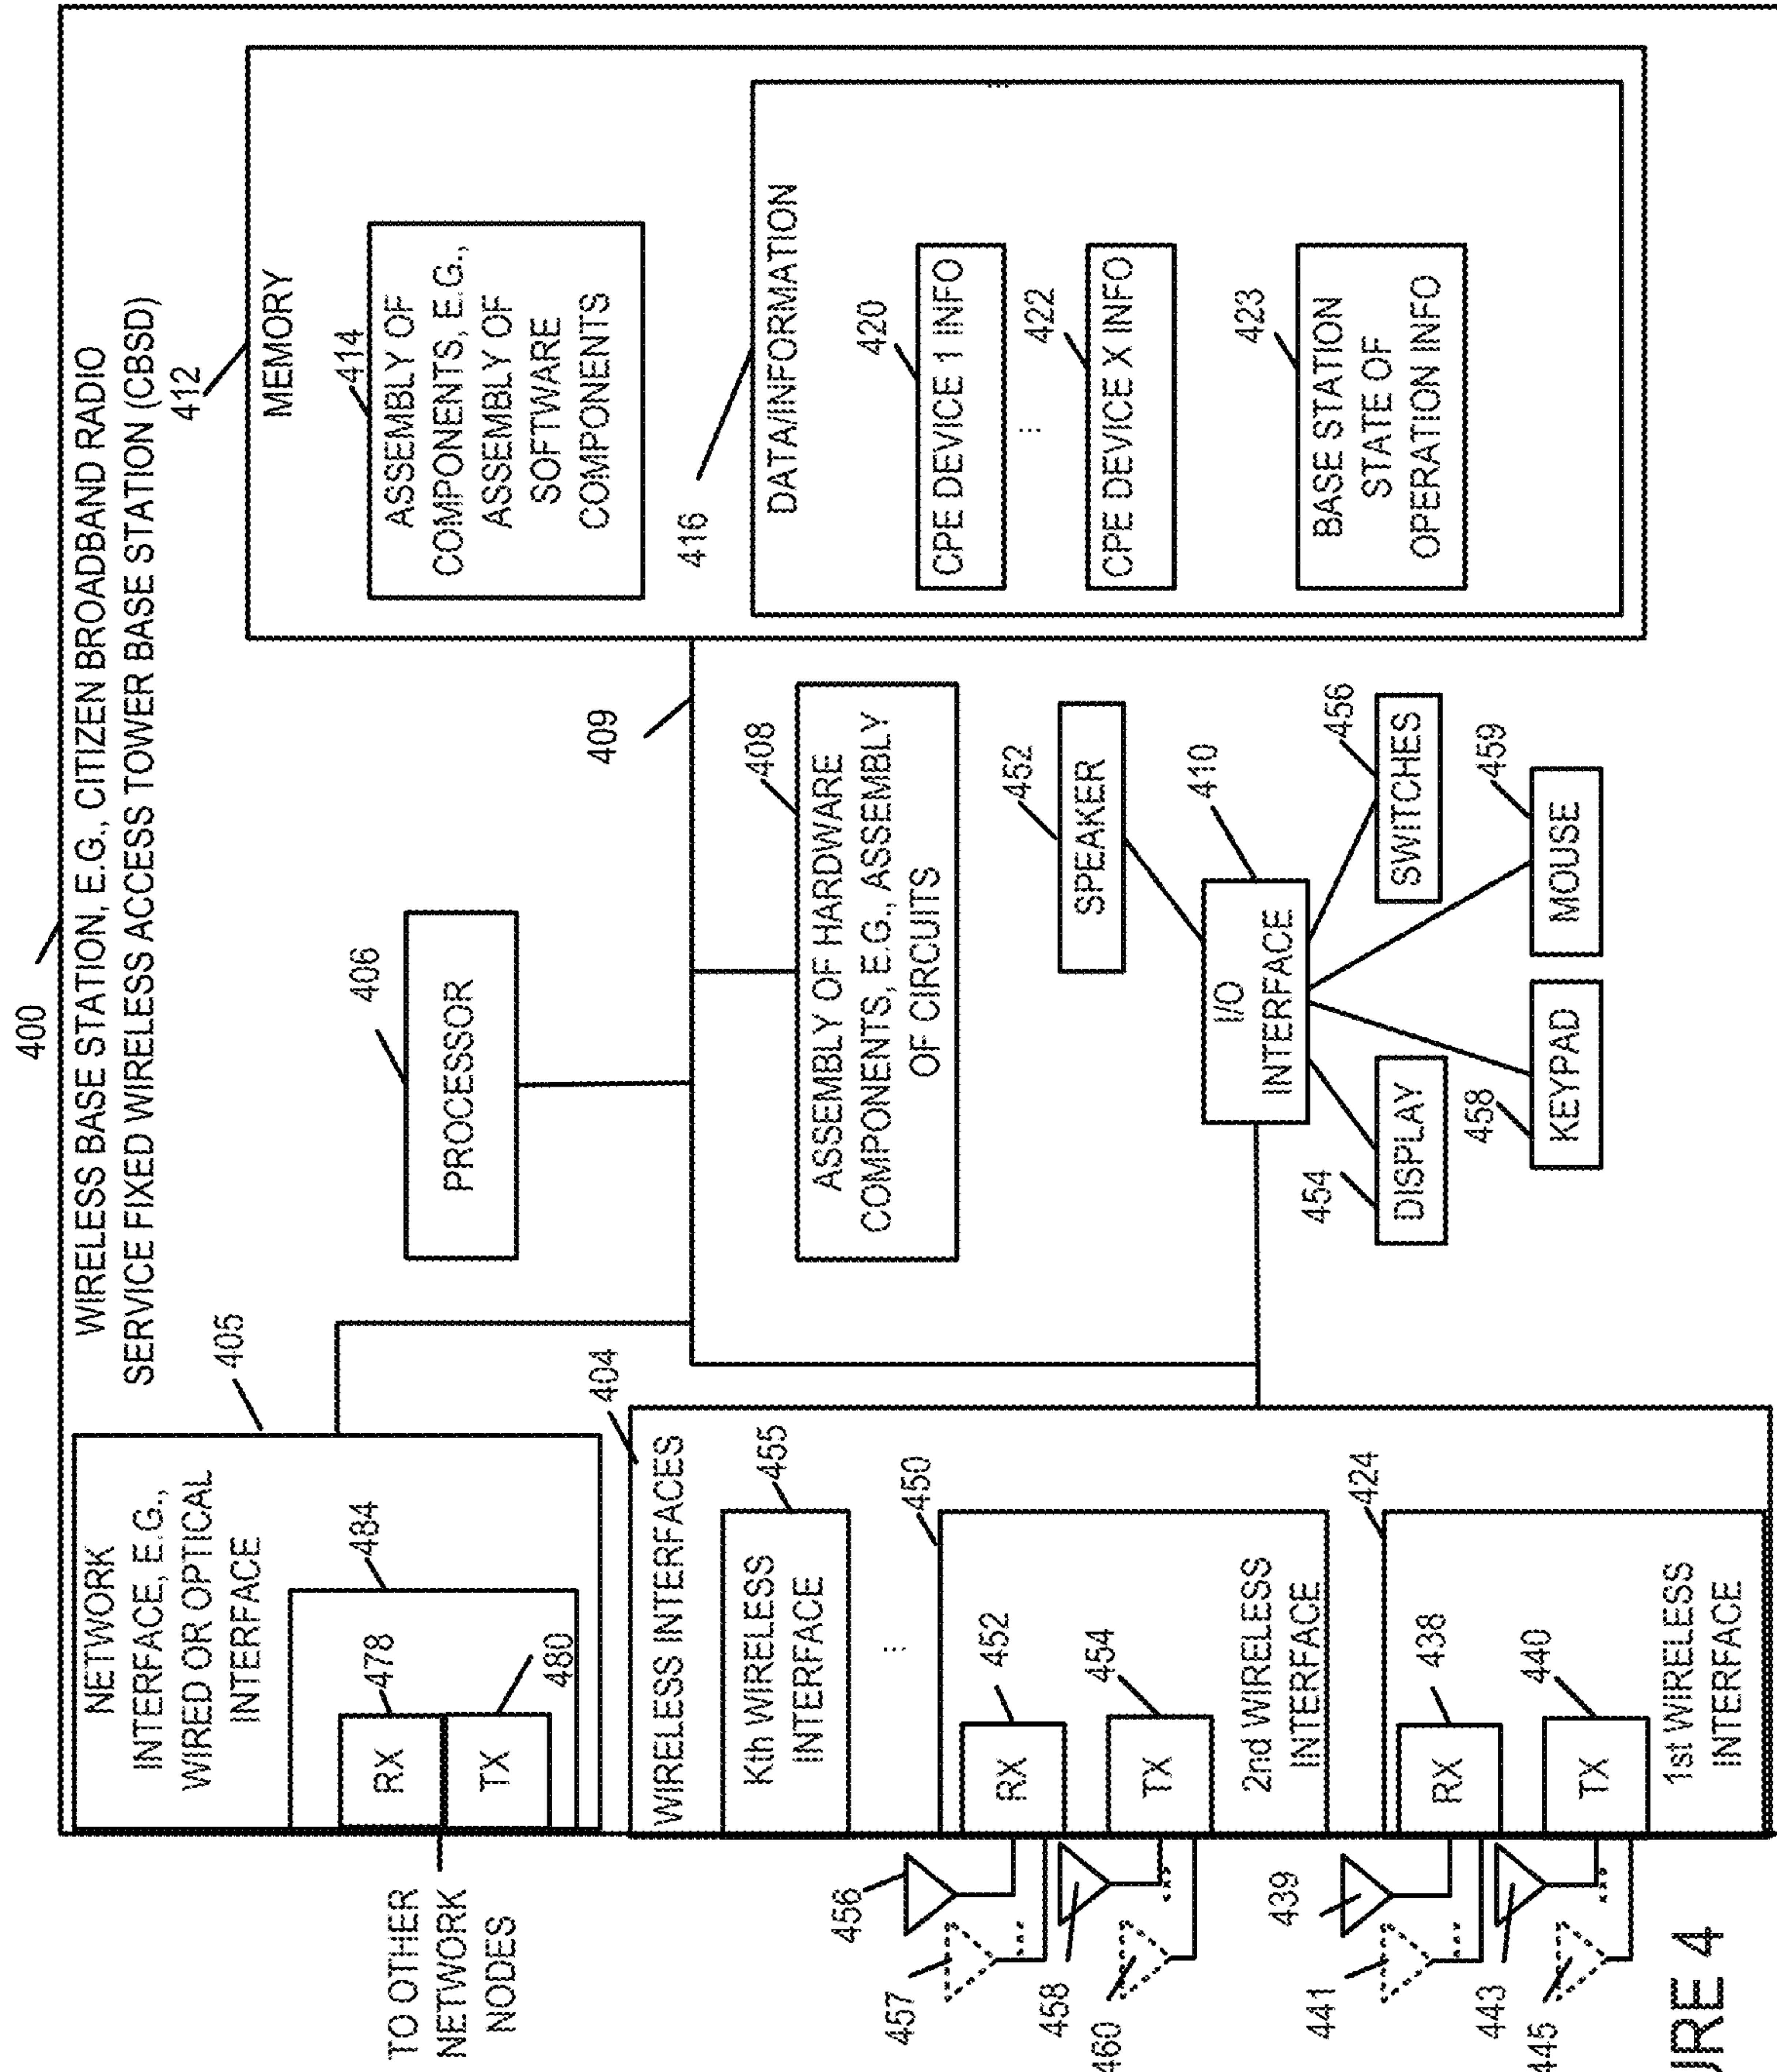 400
WIRELESS BASE STATION, E.G., CITIZEN BROADBAND RADIO
SERVICE FIXED WIRELESS ACCESS TOWER BASE STATION (CBSD)
NETWORK
INTERFACE, E.G.,
WIRED OR OPTICAL
INTERFACE
405
484
RX
478
TX
480
TO OTHER
NETWORK
NODES
406
PROCESSOR
412
MEMORY
414
ASSEMBLY OF
COMPONENTS, E.G.,
ASSEMBLY OF
SOFTWARE
COMPONENTS
416
DATA/INFORMATION
420
CPE DEVICE 1 INFO
...
422
CPE DEVICE X INFO
423
BASE STATION
STATE OF
OPERATION INFO
409
408
ASSEMBLY OF HARDWARE
COMPONENTS, E.G., ASSEMBLY
OF CIRCUITS
452
SPEAKER
410
I/O
INTERFACE
456
SWITCHES
459
MOUSE
454
DISPLAY
458
KEYPAD
404
WIRELESS INTERFACES
455
Kth WIRELESS
INTERFACE
...
450
452
RX
454
TX
2nd WIRELESS
INTERFACE
456
457
458
460
424
438
RX
440
TX
1st WIRELESS
INTERFACE
439
441
443
445
URE 4